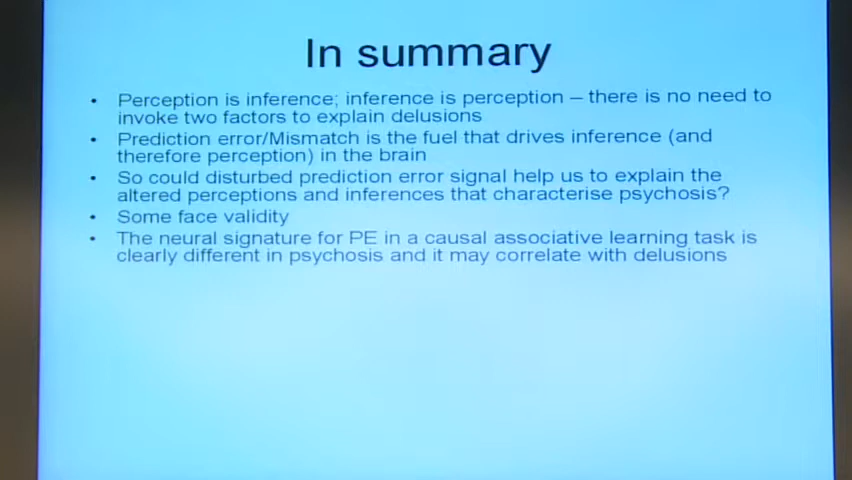 In summary
• Perception is inference; inference is perception – there is no need to
invoke two factors to explain delusions
• Prediction error/Mismatch is the fuel that drives inference (and
therefore perception) in the brain
• So could disturbed prediction error signal help us to explain the
altered perceptions and inferences that characterise psychosis?
• Some face validity
• The neural signature for PE in a causal associative learning task is
clearly different in psychosis and it may correlate with delusions